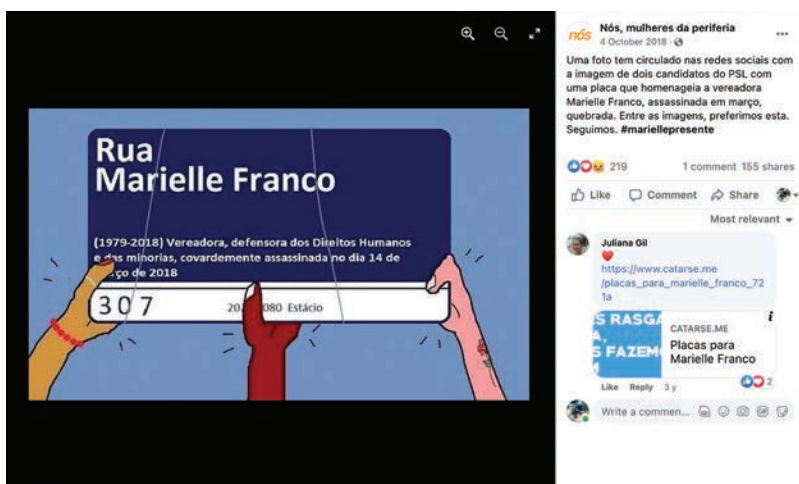 Rua
Marielle Franco
(1979-2018) Vereadora, defensora dos Direitos Humanos
e das minorias, covardemente assassinada no dia 14 de
ço de 2018
307
20 080 Estácio
nós
Nós, mulheres da periferia
4 October 2018
Uma foto tem circulado nas redes sociais com
a imagem de dois candidatos do PSL com
uma placa que homenageia a vereadora
Marielle Franco, assassinada em março,
quebrada. Entre as imagens, preferimos esta.
Seguimos. #mariellepresente
219 1 comment 155 shares
Like Comment Share
Most relevant
Juliana Gil
https://www.catarse.me
/placas_para_marielle_franco_72
1a
S RASGA
A,
S FAZEM
CATARSE.ME
Placas para
Marielle Franco
i
Like Reply 3 y 2
Write a commen...